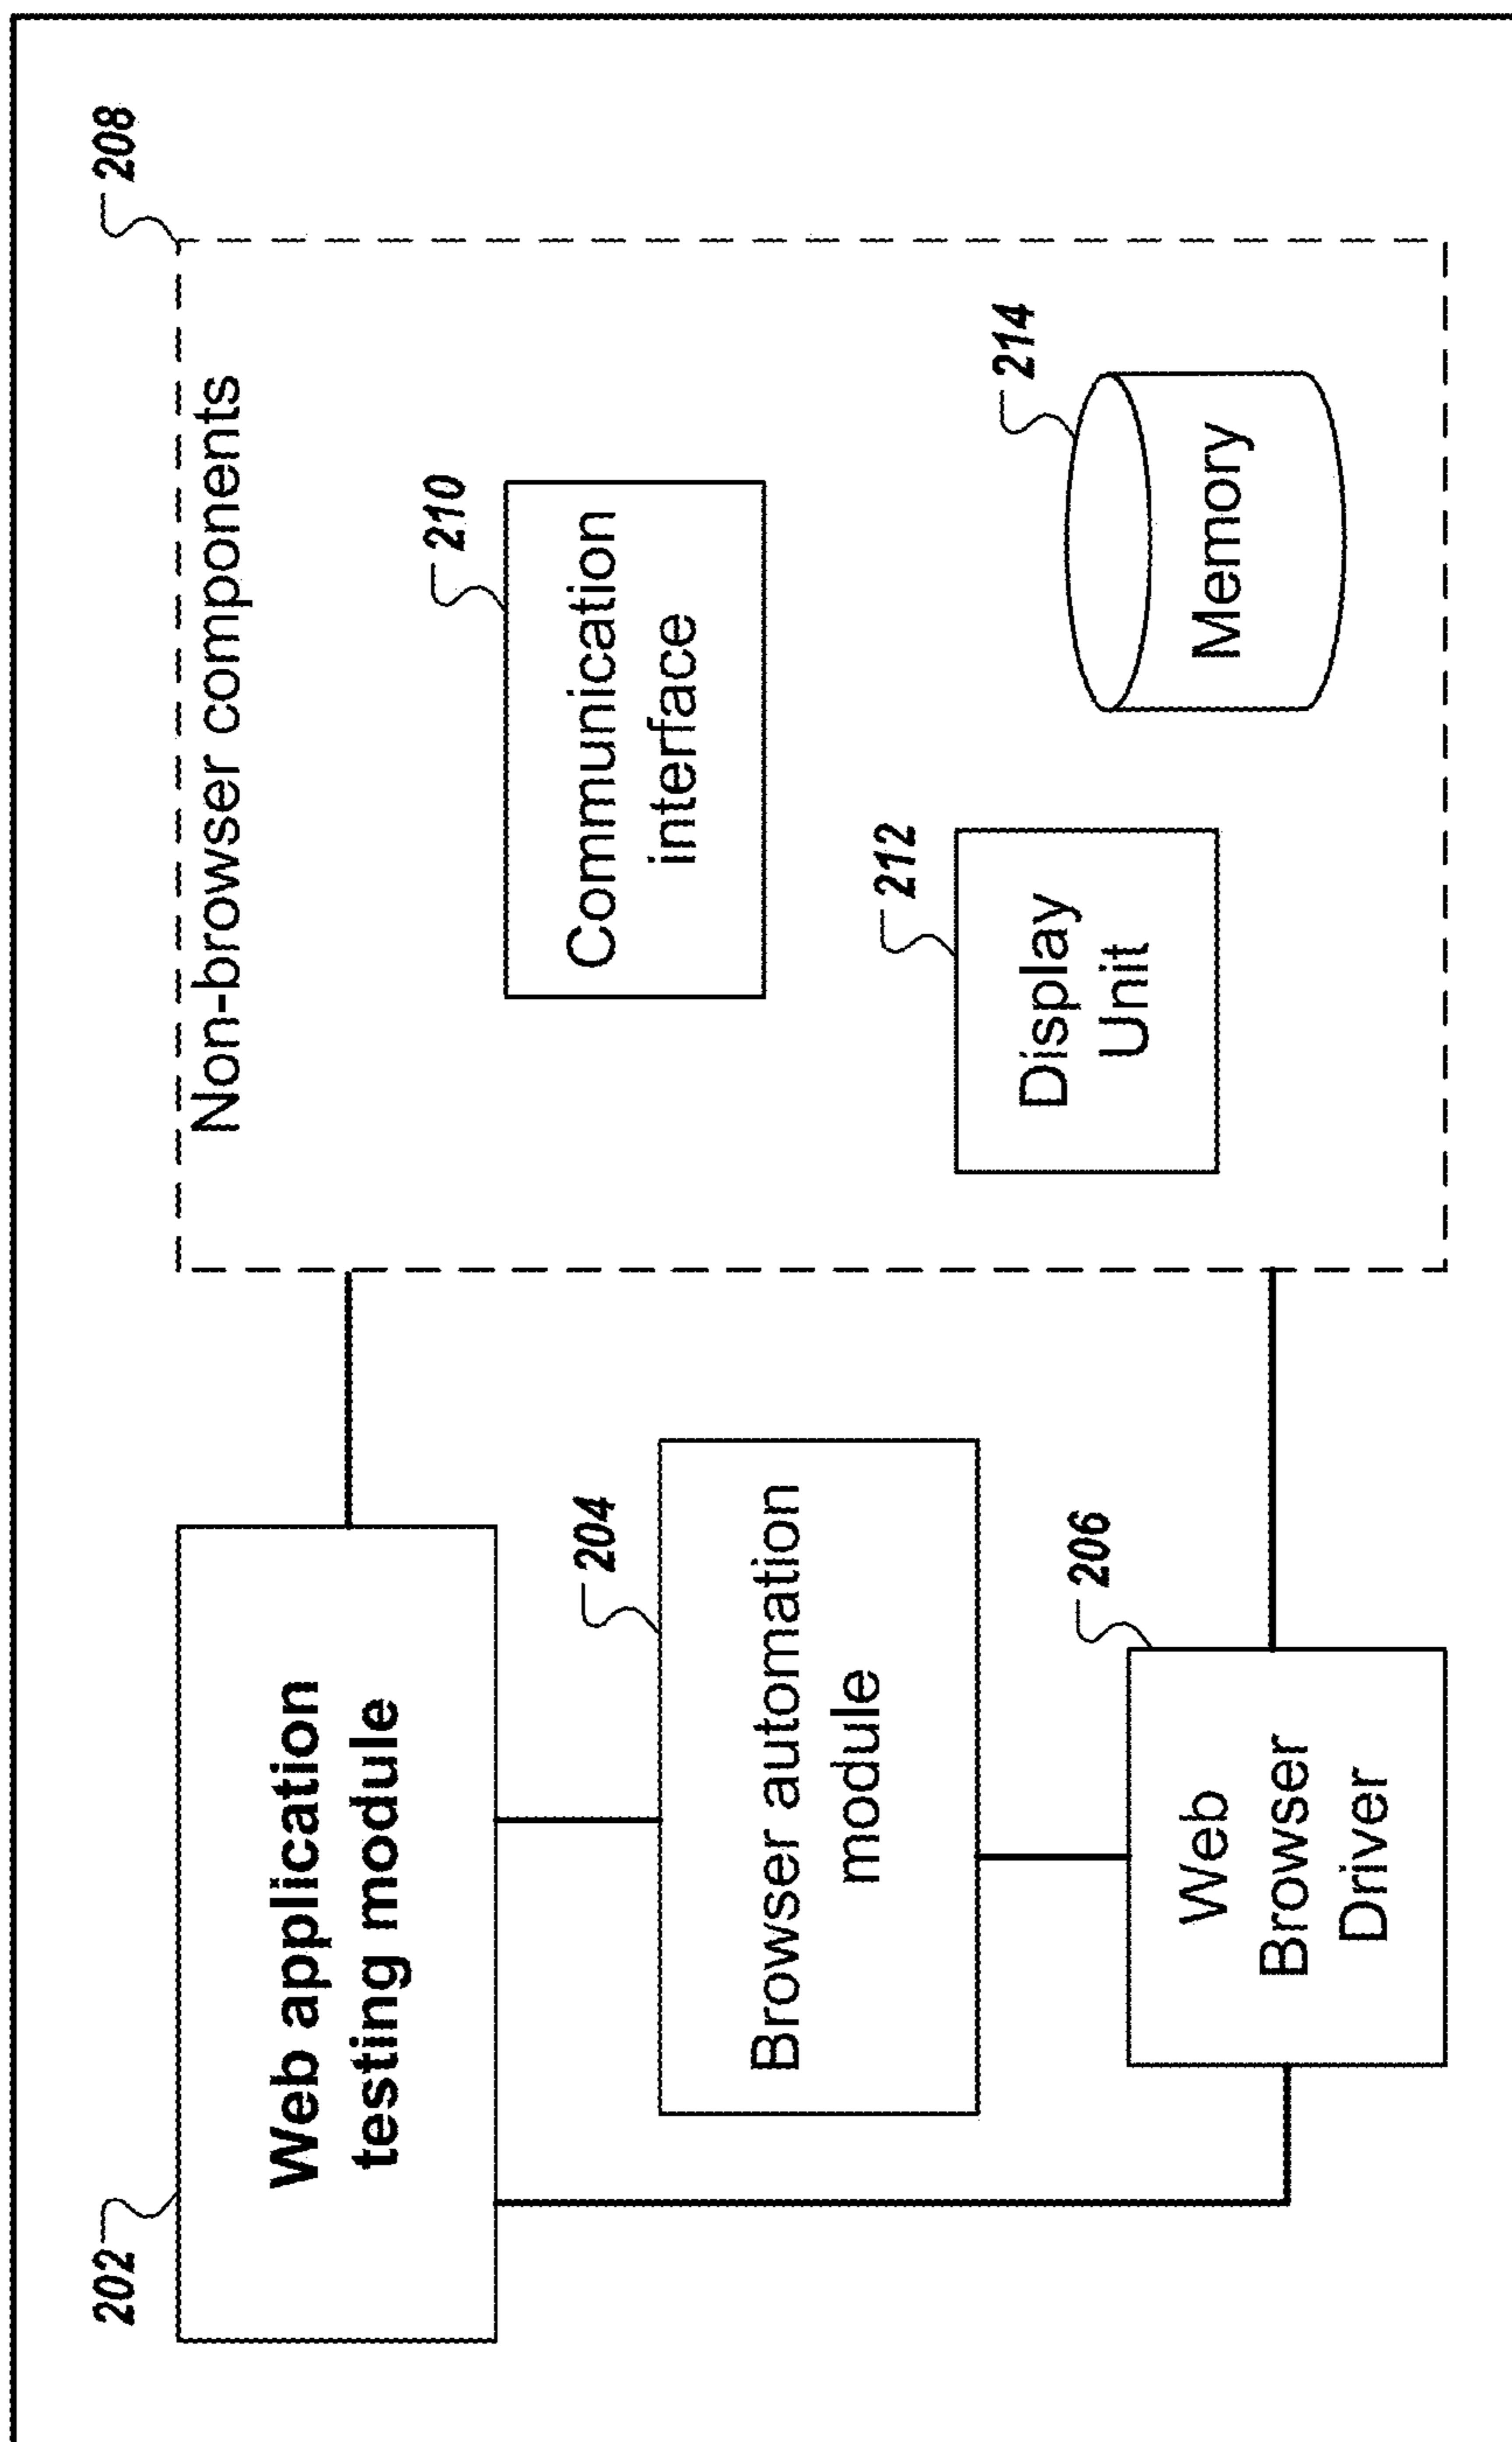 202
Web application
testing module
204
Browser automation
module
206
Web
Browser
Driver
208
Non-browser components
210
Communication
interface
212
Display
Unit
214
Memory